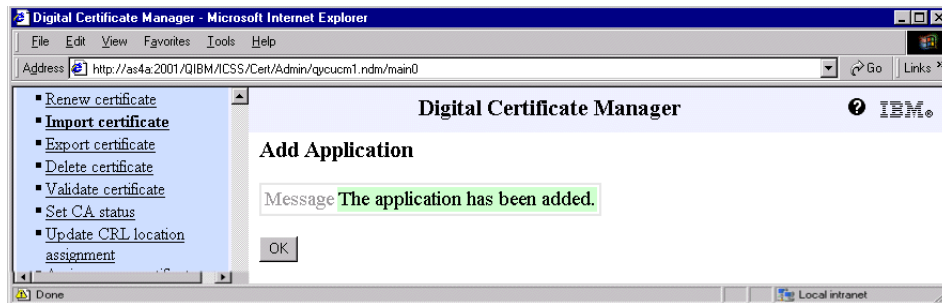 Digital Certificate Manager - Microsoft Internet Explorer
File Edit View Favorites Tools Help
Address http://as4a:2001/QIBM/ICSS/Cert/Admin/qycucm1.ndm/main0 Go Links »
Renew certificate
Import certificate
Export certificate
Delete certificate
Validate certificate
Set CA status
Update CRL location
assignment
Digital Certificate Manager ? IBM®
Add Application
Message The application has been added.
OK
Done Local intranet